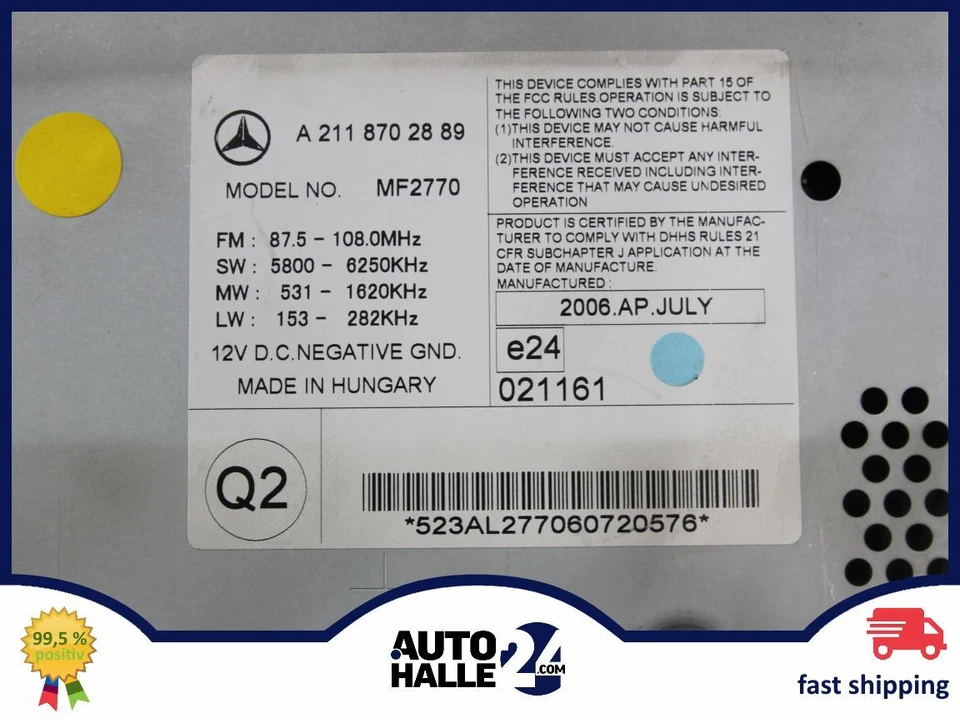 A 211 870 28 89
MODEL NO. MF2770
FM : 87.5 – 108.0MHz
SW : 5800 – 6250KHz
MW : 531 – 1620KHz
LW : 153 – 282KHz
12V D.C.NEGATIVE GND.
MADE IN HUNGARY
THIS DEVICE COMPLIES WITH PART 15 OF
THE FCC RULES.OPERATION IS SUBJECT TO
THE FOLLOWING TWO CONDITIONS:
(1)THIS DEVICE MAY NOT CAUSE HARMFUL
INTERFERENCE.
(2)THIS DEVICE MUST ACCEPT ANY INTER-
FERENCE RECEIVED INCLUDING INTER-
FERENCE THAT MAY CAUSE UNDESIRED
OPERATION
PRODUCT IS CERTIFIED BY THE MANUFAC-
TURER TO COMPLY WITH DHHS RULES 21
CFR SUBCHAPTER J APPLICATION AT THE
DATE OF MANUFACTURE.
MANUFACTURED :
2006.AP.JULY
e24
021161
Q2
*523AL277060720576*
99,5 %
positiv
AUTO
HALLE
24
.COM
fast shipping